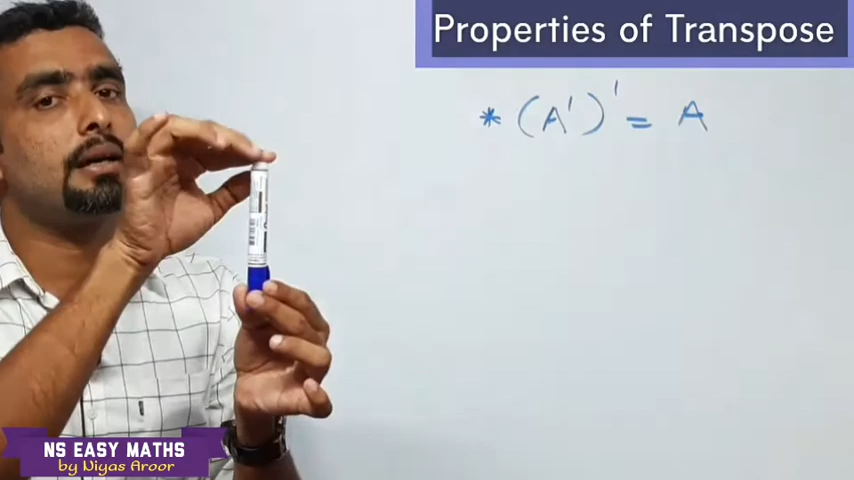 Properties of Transpose
* (A')' = A
NS EASY MATHS
by Niyas Aroor